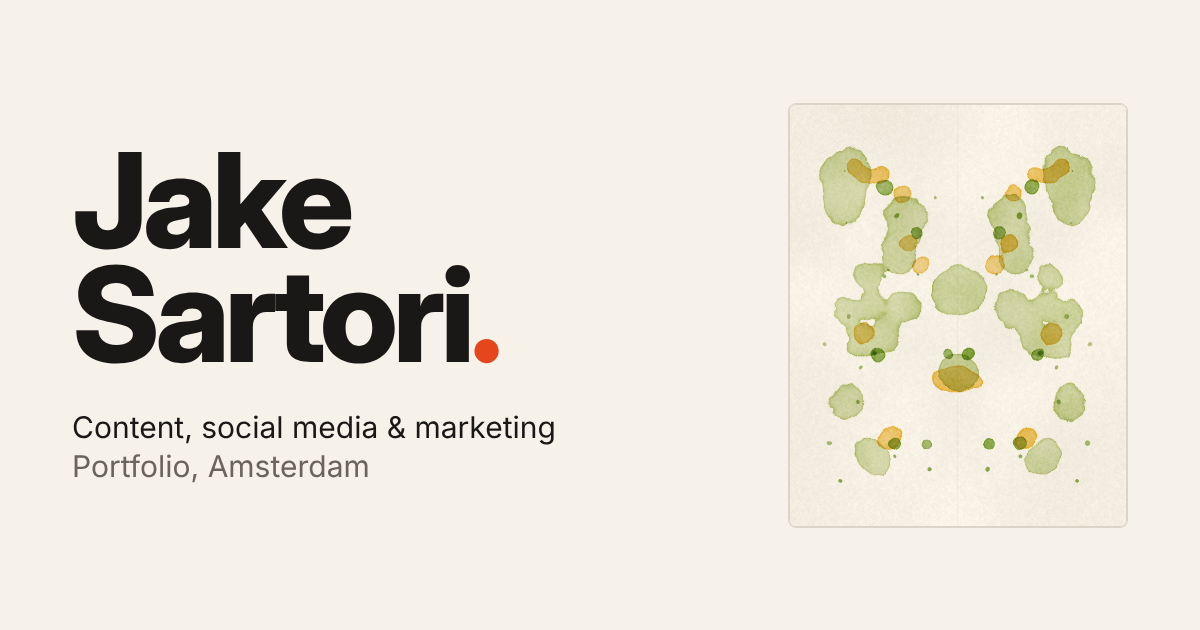 Jake
Sartori.
Content, social media & marketing
Portfolio, Amsterdam